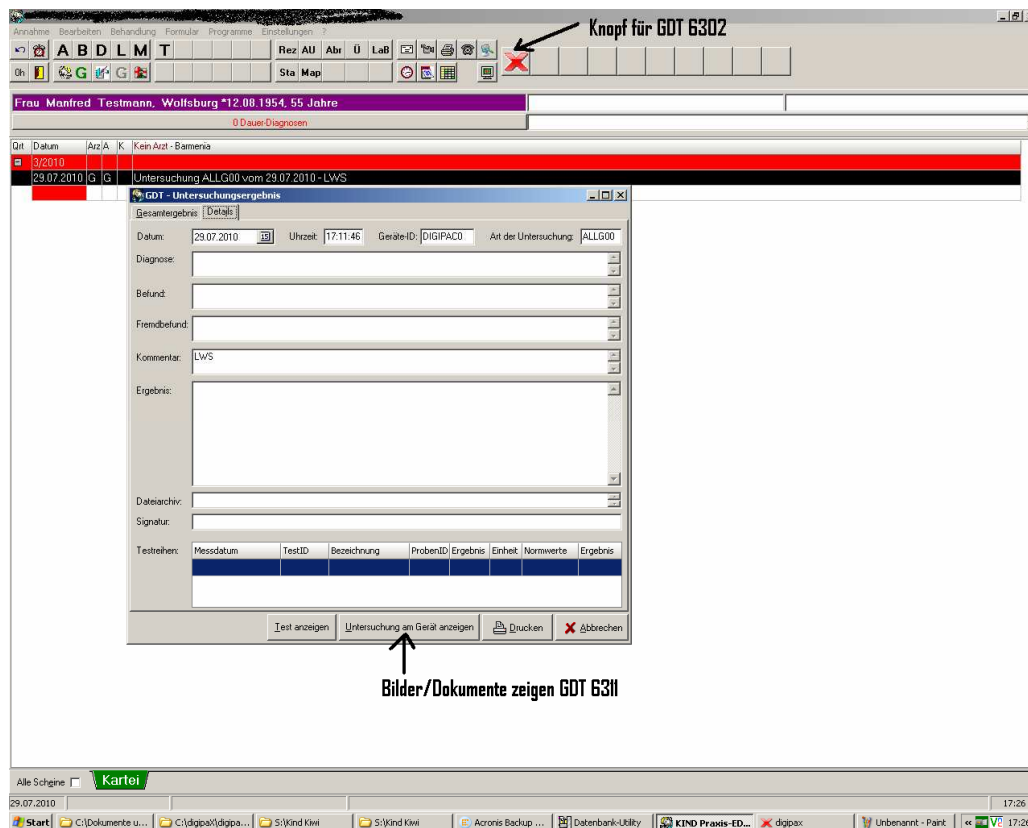 Knopf für GDT 6302
Annahme Bearbeiten Behandlung Formular Programme Einstellungen ?
A B D L M T Rez AU Abr Ü LaB
0h G G Sta Map
Frau Manfred Testmann, Wolfsburg *12.08.1954, 55 Jahre
0 Dauer-Diagnosen
Qrt Datum Arz A K Kein Arzt - Barmenia
3/2010
29.07.2010 G G Untersuchung ALLG00 vom 29.07.2010 - LWS
GDT - Untersuchungsergebnis
Gesamtergebnis Details
Datum: 29.07.2010 15 Uhrzeit: 17:11:46 Geräte-ID: DIGIPAC0 Art der Untersuchung: ALLG00
Diagnose:
Befund:
Fremdbefund:
Kommentar: LWS
Ergebnis:
Dateiarchiv:
Signatur:
Testreihen: Messdatum TestID Bezeichnung ProbenID Ergebnis Einheit Normwerte Ergebnis
Test anzeigen Untersuchung am Gerät anzeigen Drucken Abbrechen
Bilder/Dokumente zeigen GDT 6311
Alle Scheine Kartei
29.07.2010 17:26
Start C:\Dokumente u... C:\digipaX\digipa... S:\Kind Kiwi S:\Kind Kiwi Acronis Backup ... Datenbank-Utility KIND Praxis-ED... digipax Unbenannt - Paint « 17:26